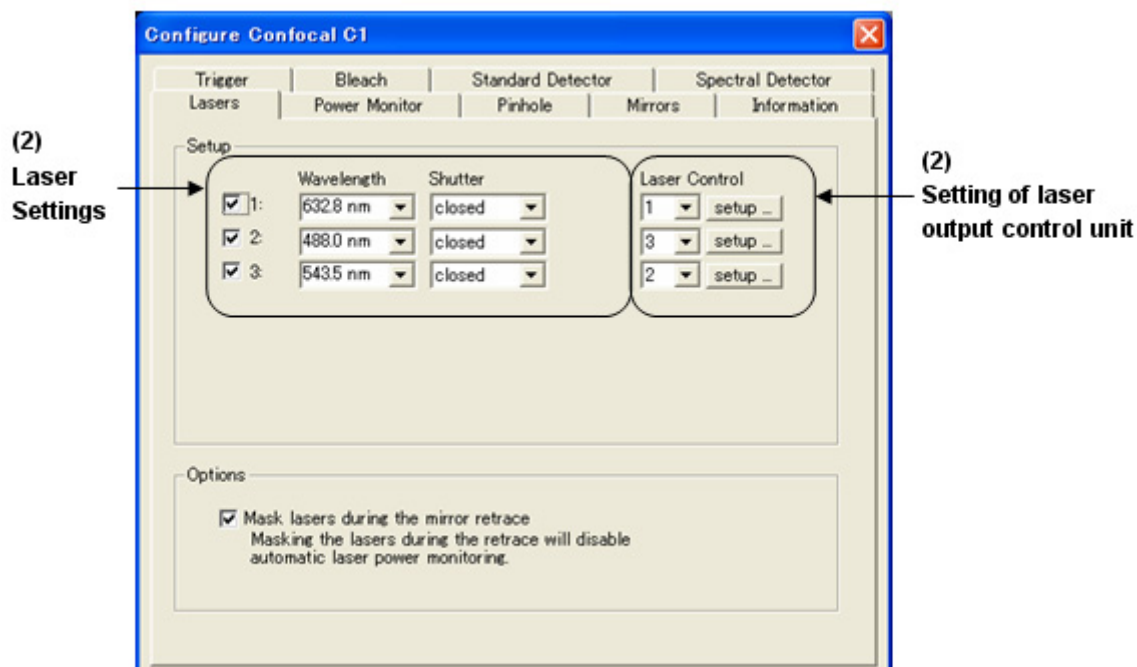 Configure Confocal C1
Trigger Bleach Standard Detector Spectral Detector
Lasers Power Monitor Pinhole Mirrors Information
(2)
Laser
Settings
Setup
Wavelength Shutter Laser Control
1: 632.8 nm closed 1 setup ...
2: 488.0 nm closed 3 setup ...
3: 543.5 nm closed 2 setup ...
(2)
Setting of laser
output control unit
Options
Mask lasers during the mirror retrace
Masking the lasers during the retrace will disable
automatic laser power monitoring.